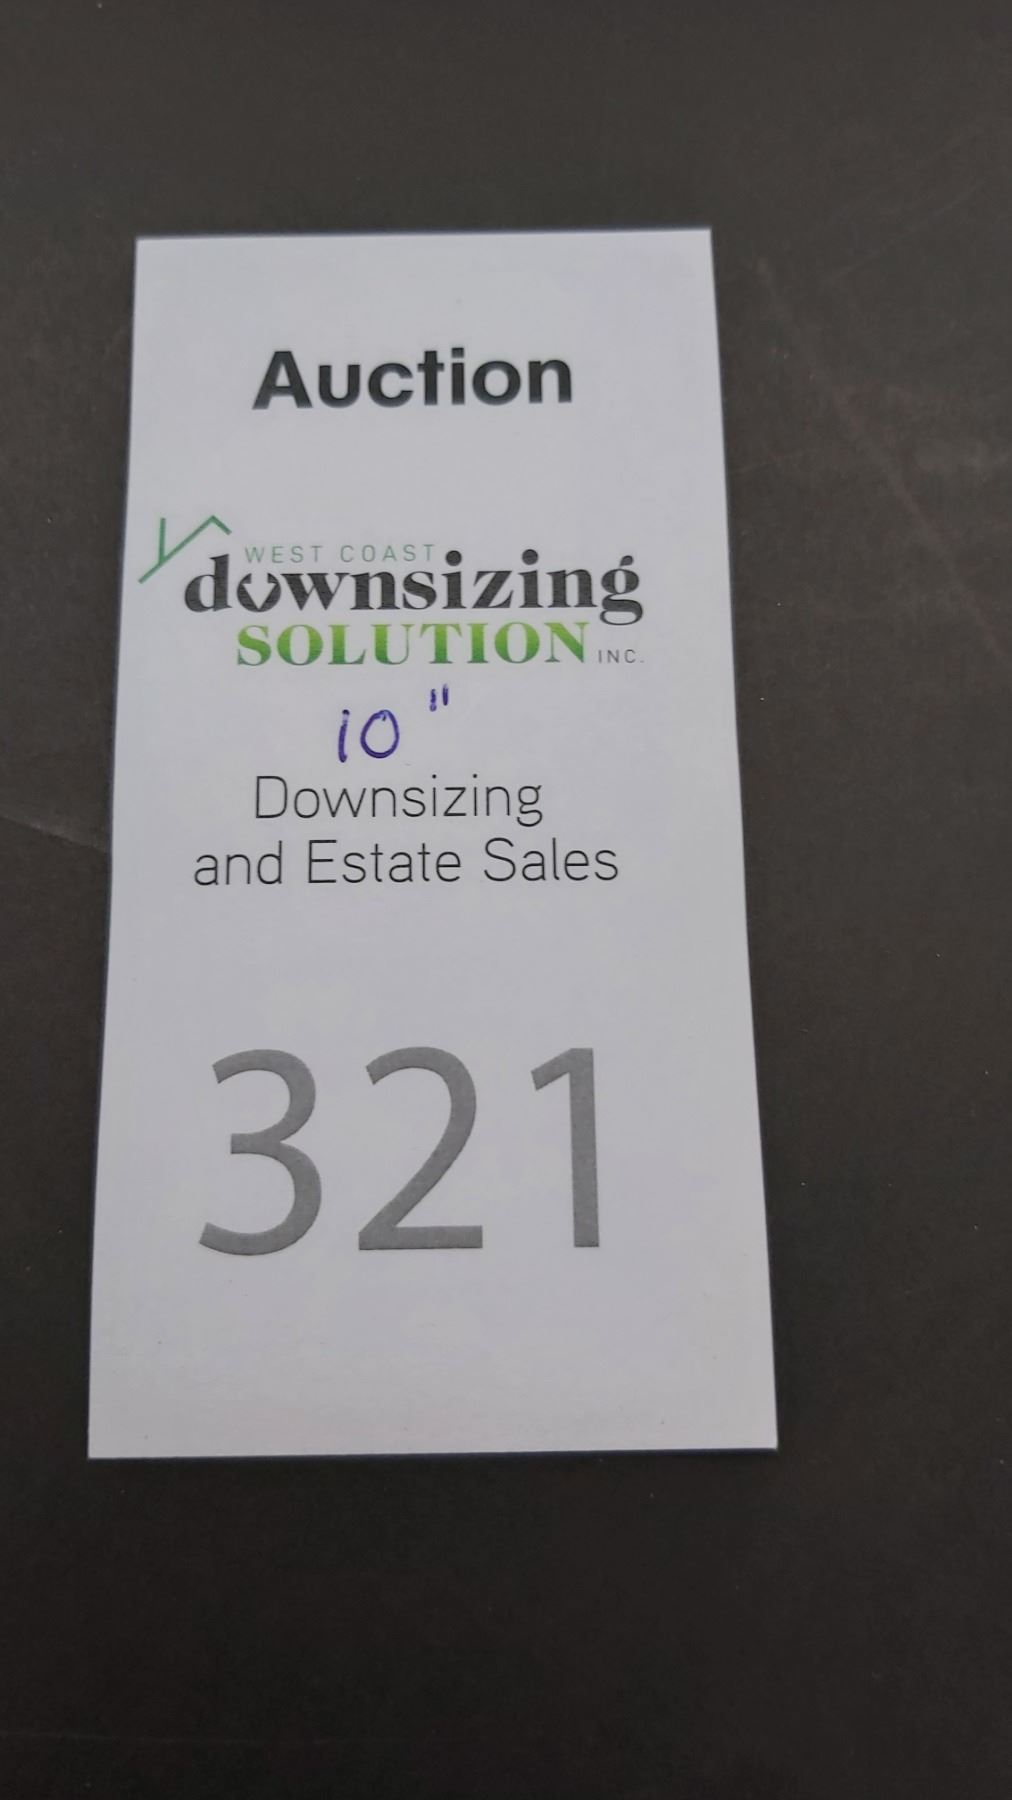 Auction
WEST COAST
downsizing
SOLUTION INC.
10"
Downsizing
and Estate Sales
321